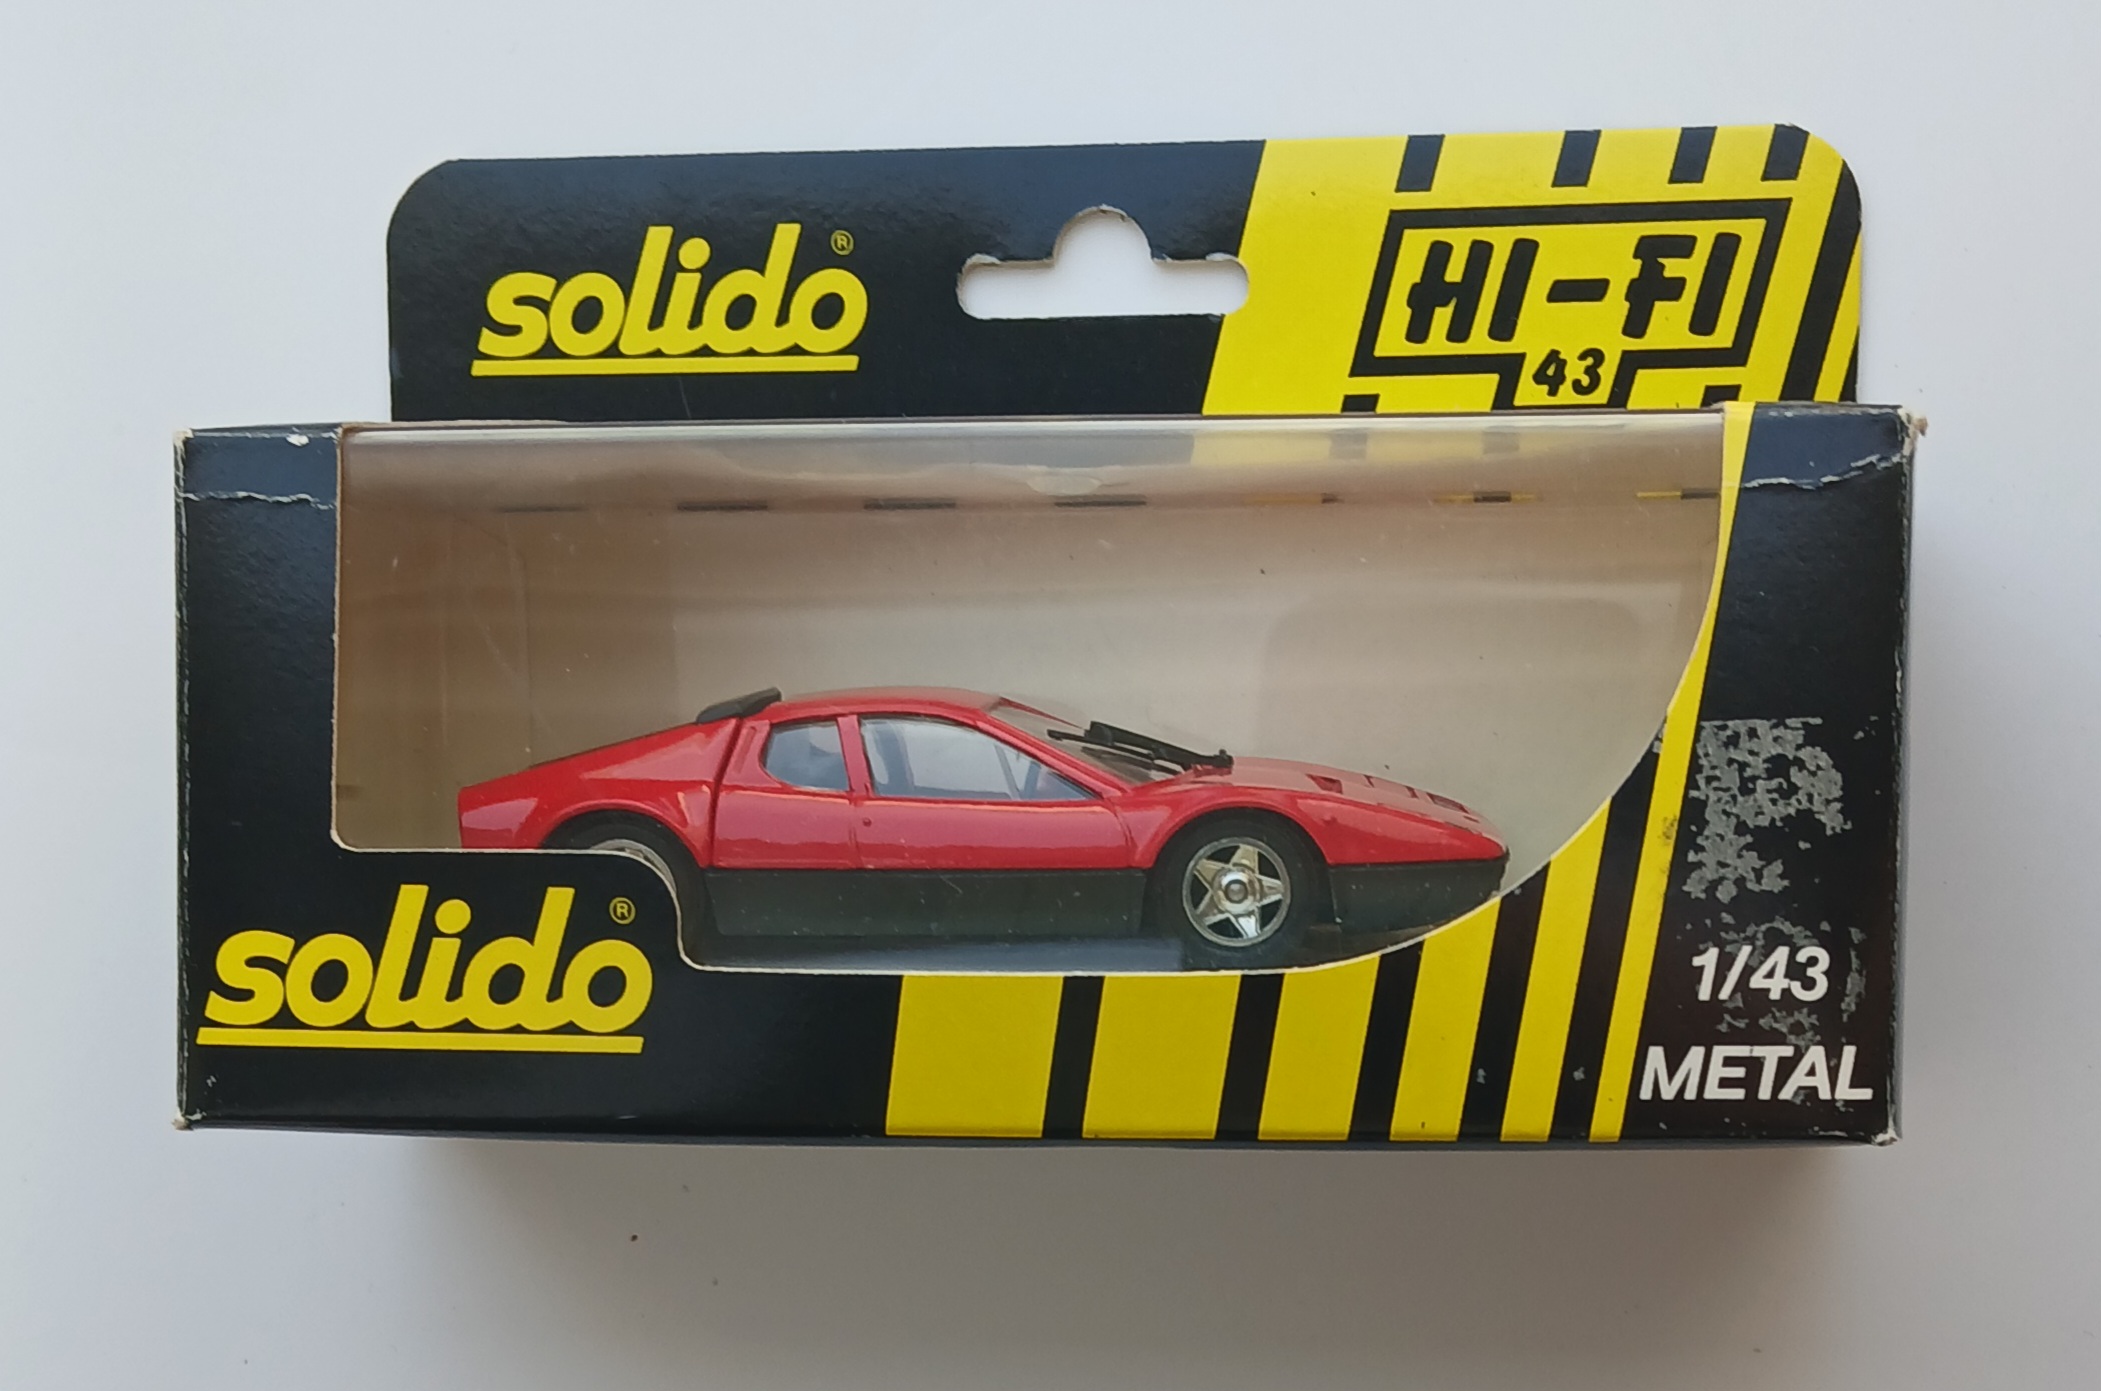 solido®
HI-FI
43
solido®
1/43
METAL